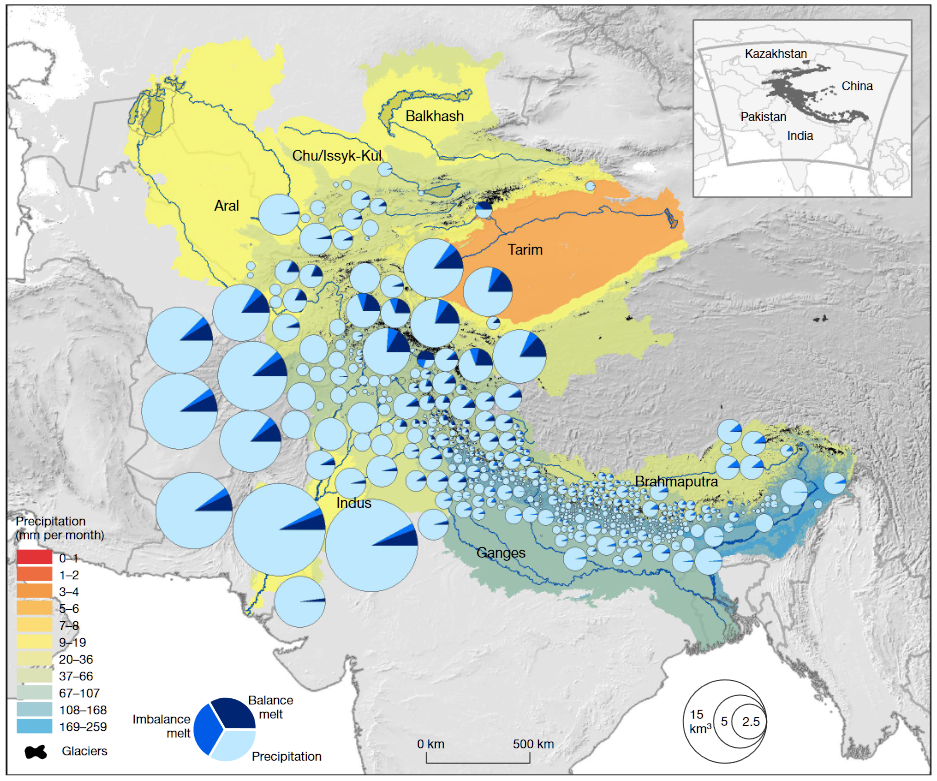 Kazakhstan
China
Pakistan
India
Balkhash
Chu/Issyk-Kul
Aral
Tarim
Brahmaputra
Indus
Ganges
Precipitation
(mm per month)
0–1
1–2
3–4
5–6
7–8
9–19
20–36
37–66
67–107
108–168
169–259
Glaciers
Balance
melt
Imbalance
melt
Precipitation
0 km
500 km
15
km³
5
2.5